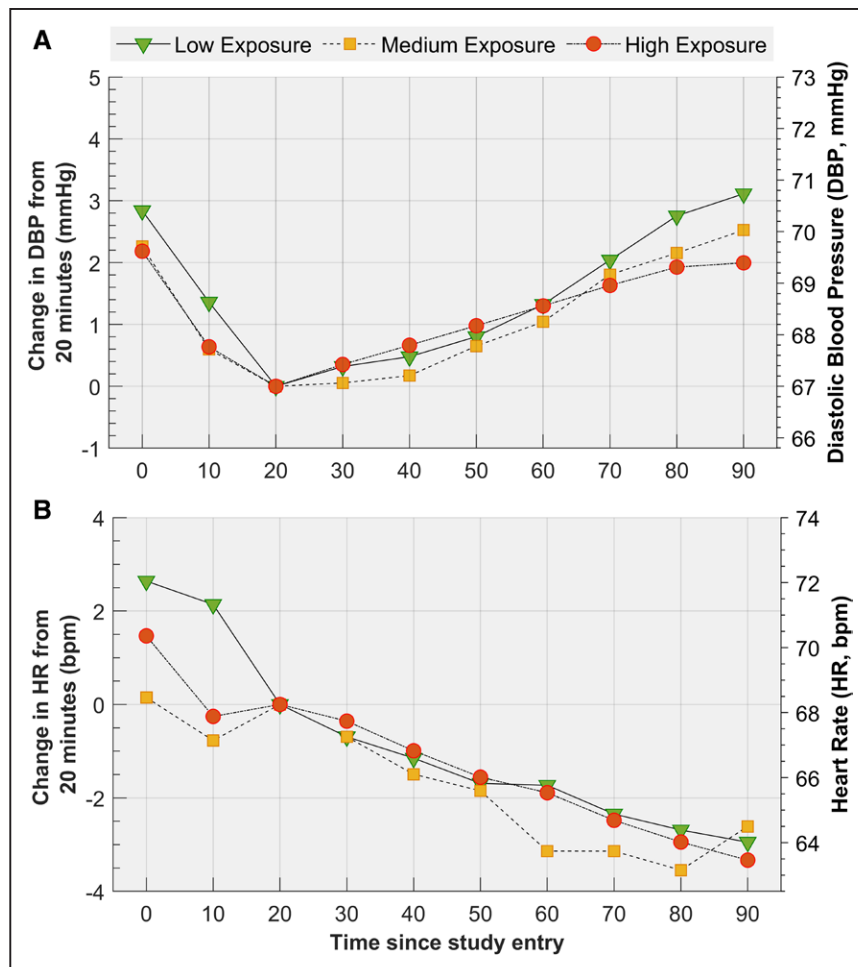 A
Low Exposure
Medium Exposure
High Exposure
5
4
3
2
1
0
-1
Change in DBP from
20 minutes (mmHg)
73
72
71
70
69
68
67
66
Diastolic Blood Pressure (DBP, mmHg)
0 10 20 30 40 50 60 70 80 90
B
4
2
0
-2
-4
Change in HR from
20 minutes (bpm)
74
72
70
68
66
64
Heart Rate (HR, bpm)
0 10 20 30 40 50 60 70 80 90
Time since study entry